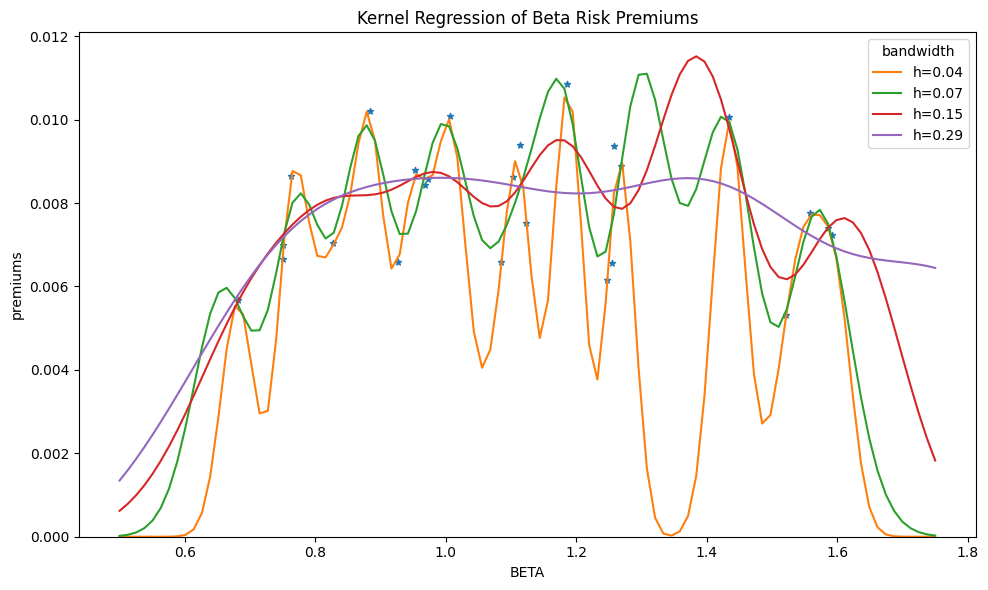 Kernel Regression of Beta Risk Premiums
bandwidth
h=0.04
h=0.07
h=0.15
h=0.29
premiums
0.012
0.010
0.008
0.006
0.004
0.002
0.000
0.6
0.8
1.0
1.2
1.4
1.6
1.8
BETA